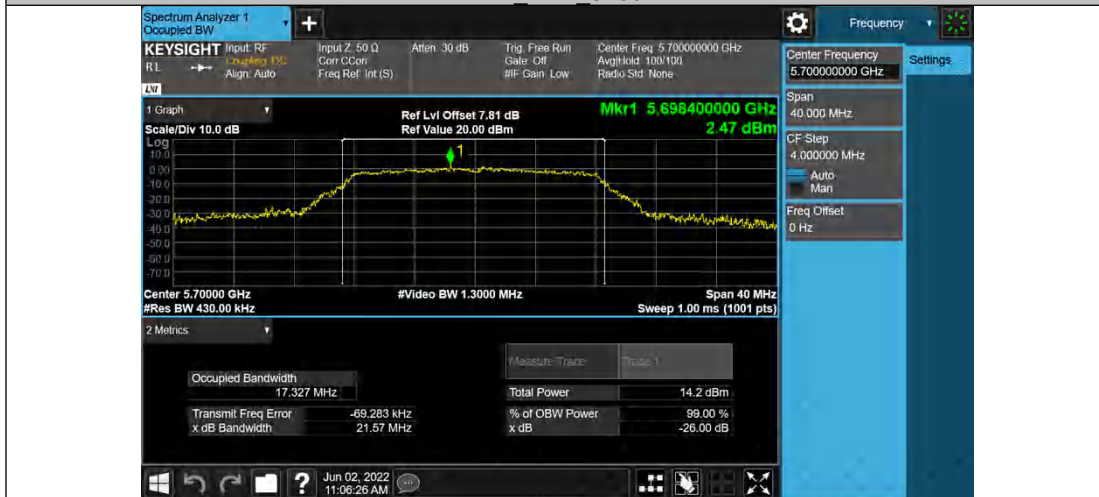 Spectrum Analyzer 1
Occupied BW
+
Frequency
KEYSIGHT
RL
Input: RF
Coupling: DC
Align: Auto
Input Z: 50 Ω
Corr CCorr
Freq Ref: Int (S)
Atten: 30 dB
Trig: Free Run
Gate: Off
#IF Gain: Low
Center Freq: 5.700000000 GHz
Avg|Hold: 100/100
Radio Std: None
LNI
Center Frequency
5.700000000 GHz
Settings
Span
40.000 MHz
CF Step
4.000000 MHz
Auto
Man
Freq Offset
0 Hz
1 Graph
Scale/Div 10.0 dB
Ref Lvl Offset 7.81 dB
Ref Value 20.00 dBm
Mkr1 5.698400000 GHz
2.47 dBm
Log
10.0
0.00
-10.0
-20.0
-30.0
-40.0
-50.0
-60.0
-70.0
1
Center 5.70000 GHz
#Res BW 430.00 kHz
#Video BW 1.3000 MHz
Span 40 MHz
Sweep 1.00 ms (1001 pts)
2 Metrics
Measure Trace
Trace 1
Occupied Bandwidth
17.327 MHz
Total Power
14.2 dBm
Transmit Freq Error
-69.283 kHz
% of OBW Power
99.00 %
x dB Bandwidth
21.57 MHz
x dB
-26.00 dB
?
Jun 02, 2022
11:06:26 AM